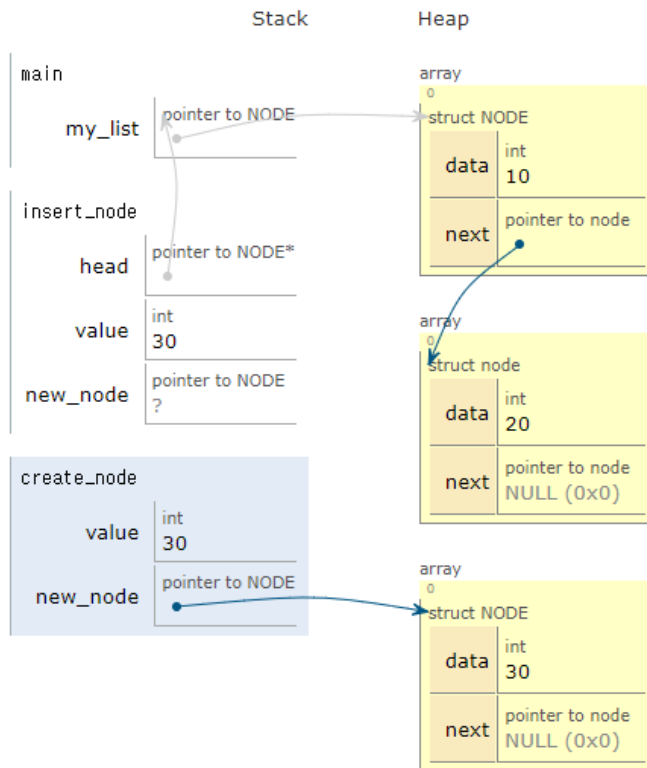 Stack Heap
main
my_list pointer to NODE
insert_node
head pointer to NODE*
value int
30
new_node pointer to NODE
?
create_node
value int
30
new_node pointer to NODE
array
0
struct NODE
data int
10
next pointer to node
array
0
struct node
data int
20
next pointer to node
NULL (0x0)
array
0
struct NODE
data int
30
next pointer to node
NULL (0x0)